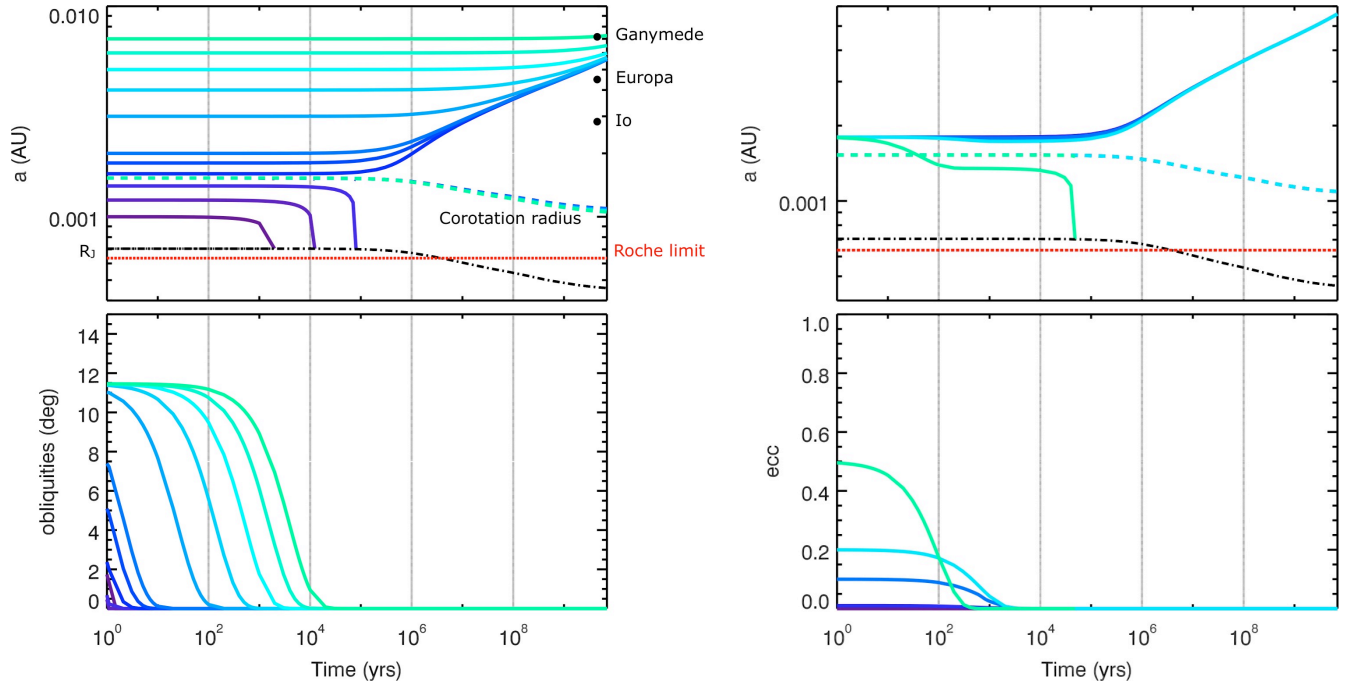 0.010
Ganymede
Europa
Io
a (AU)
0.001
Corotation radius
R_J
Roche limit
a (AU)
0.001
14
12
10
8
6
4
2
0
obliquities (deg)
10^0 10^2 10^4 10^6 10^8
Time (yrs)
1.0
0.8
0.6
0.4
0.2
0.0
ecc
10^0 10^2 10^4 10^6 10^8
Time (yrs)